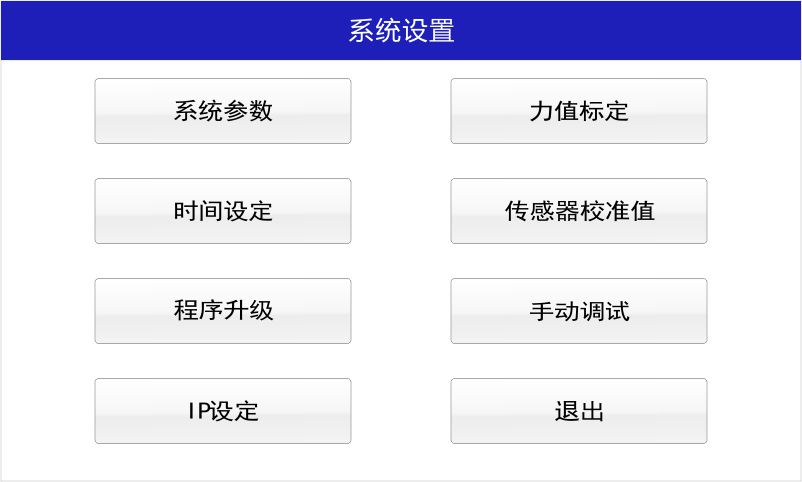 系统设置
系统参数
力值标定
时间设定
传感器校准值
程序升级
手动调试
IP设定
退出